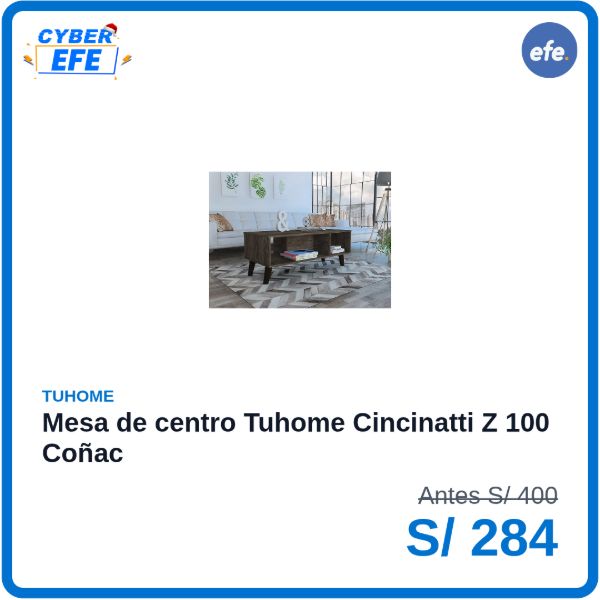 CYBER
EFE
efe.
&
TUHOME
Mesa de centro Tuhome Cincinatti Z 100
Coñac
Antes S/ 400
S/ 284